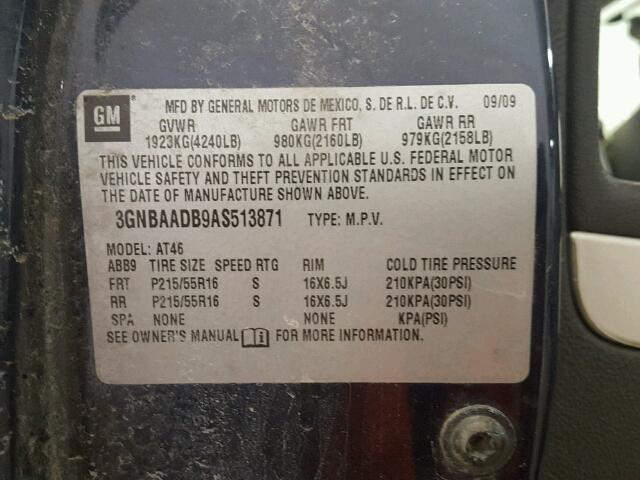 GM
MFD BY GENERAL MOTORS DE MEXICO, S. DE R.L. DE C.V. 09/09
GVWR GAWR FRT GAWR RR
1923KG(4240LB) 980KG(2160LB) 979KG(2158LB)
THIS VEHICLE CONFORMS TO ALL APPLICABLE U.S. FEDERAL MOTOR
VEHICLE SAFETY AND THEFT PREVENTION STANDARDS IN EFFECT ON
THE DATE OF MANUFACTURE SHOWN ABOVE.
3GNBAADB9AS513871 TYPE: M.P.V.
MODEL: AT46
ABB9 TIRE SIZE SPEED RTG RIM COLD TIRE PRESSURE
FRT P215/55R16 S 16X6.5J 210KPA(30PSI)
RR P215/55R16 S 16X6.5J 210KPA(30PSI)
SPA NONE NONE KPA(PSI)
SEE OWNER'S MANUAL FOR MORE INFORMATION.